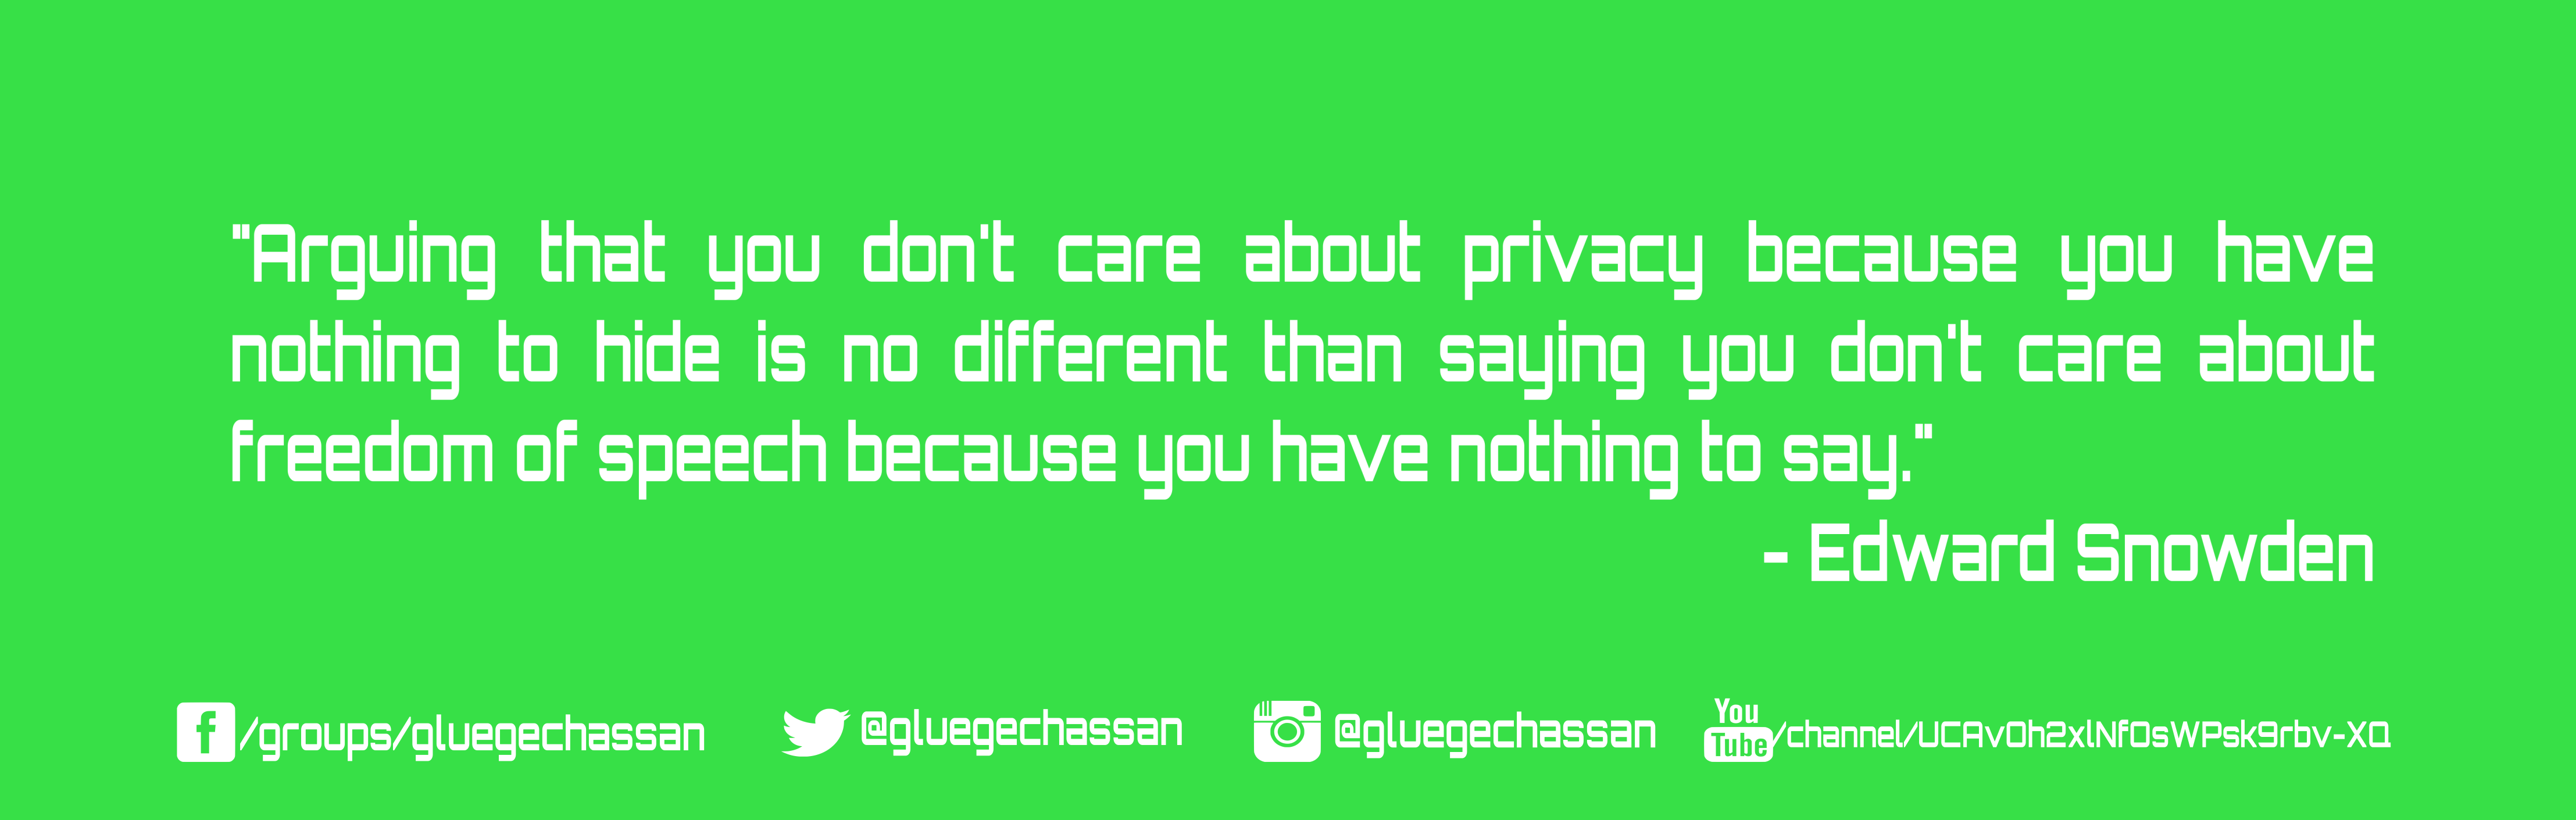 "Arguing that you don't care about privacy because you have
nothing to hide is no different than saying you don't care about
freedom of speech because you have nothing to say."
- Edward Snowden
f /groups/gluegechassan @gluegechassan @gluegechassan You Tube /channel/UCAvOh2xlNfOsWPsk9rbv-XQ